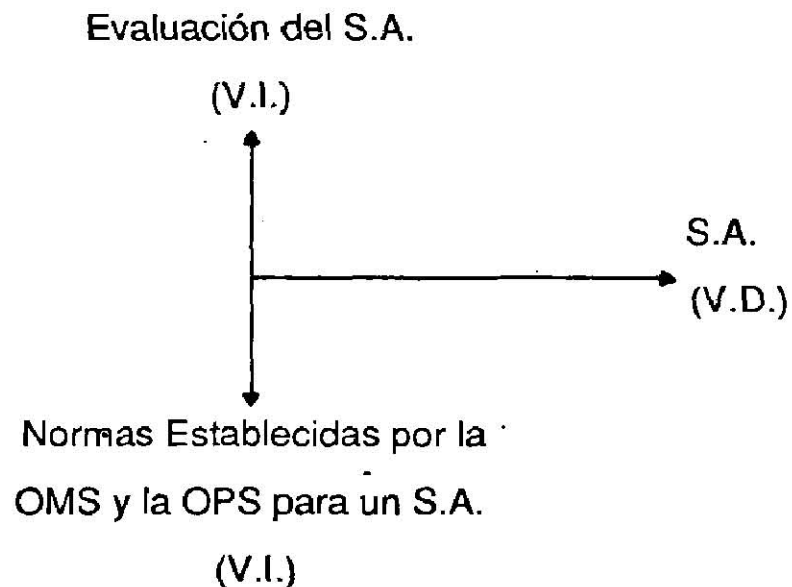 Evaluación del S.A.
(V.I.)
S.A.
(V.D.)
Normas Establecidas por la
OMS y la OPS para un S.A.
(V.I.)